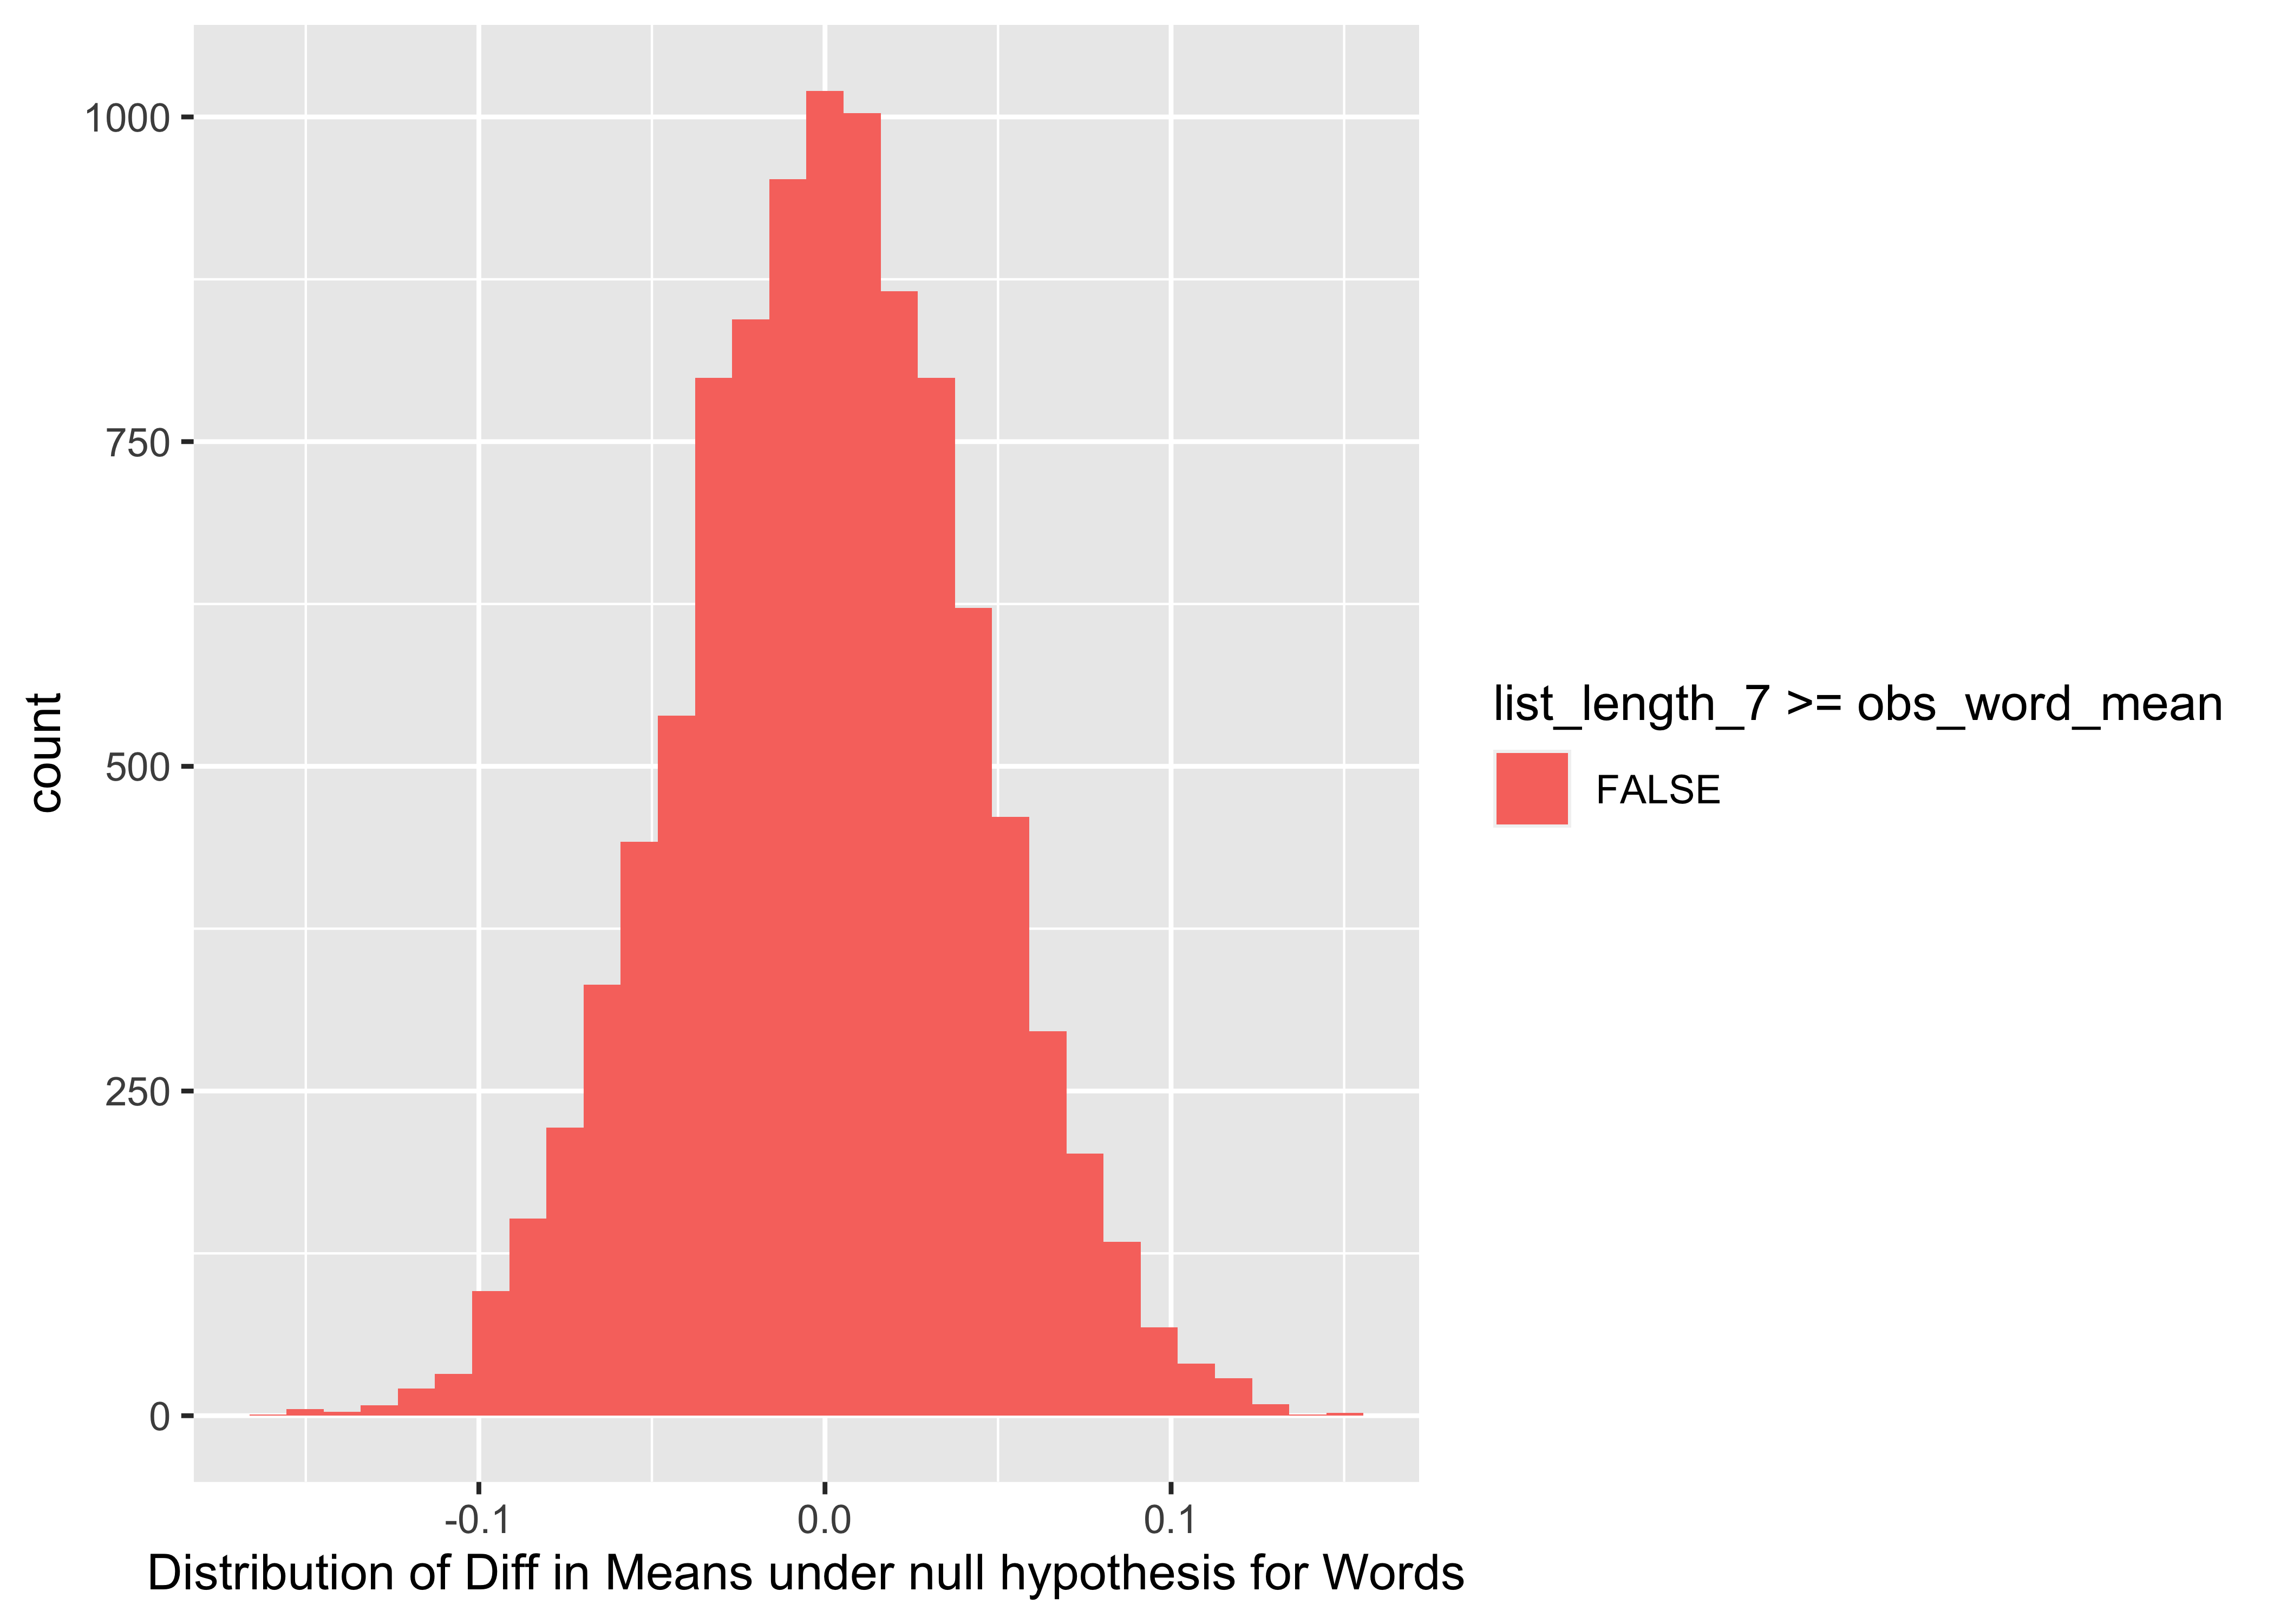 1000
750
500
250
0
count
-0.1
0.0
0.1
Distribution of Diff in Means under null hypothesis for Words
list_length_7 >= obs_word_mean
FALSE